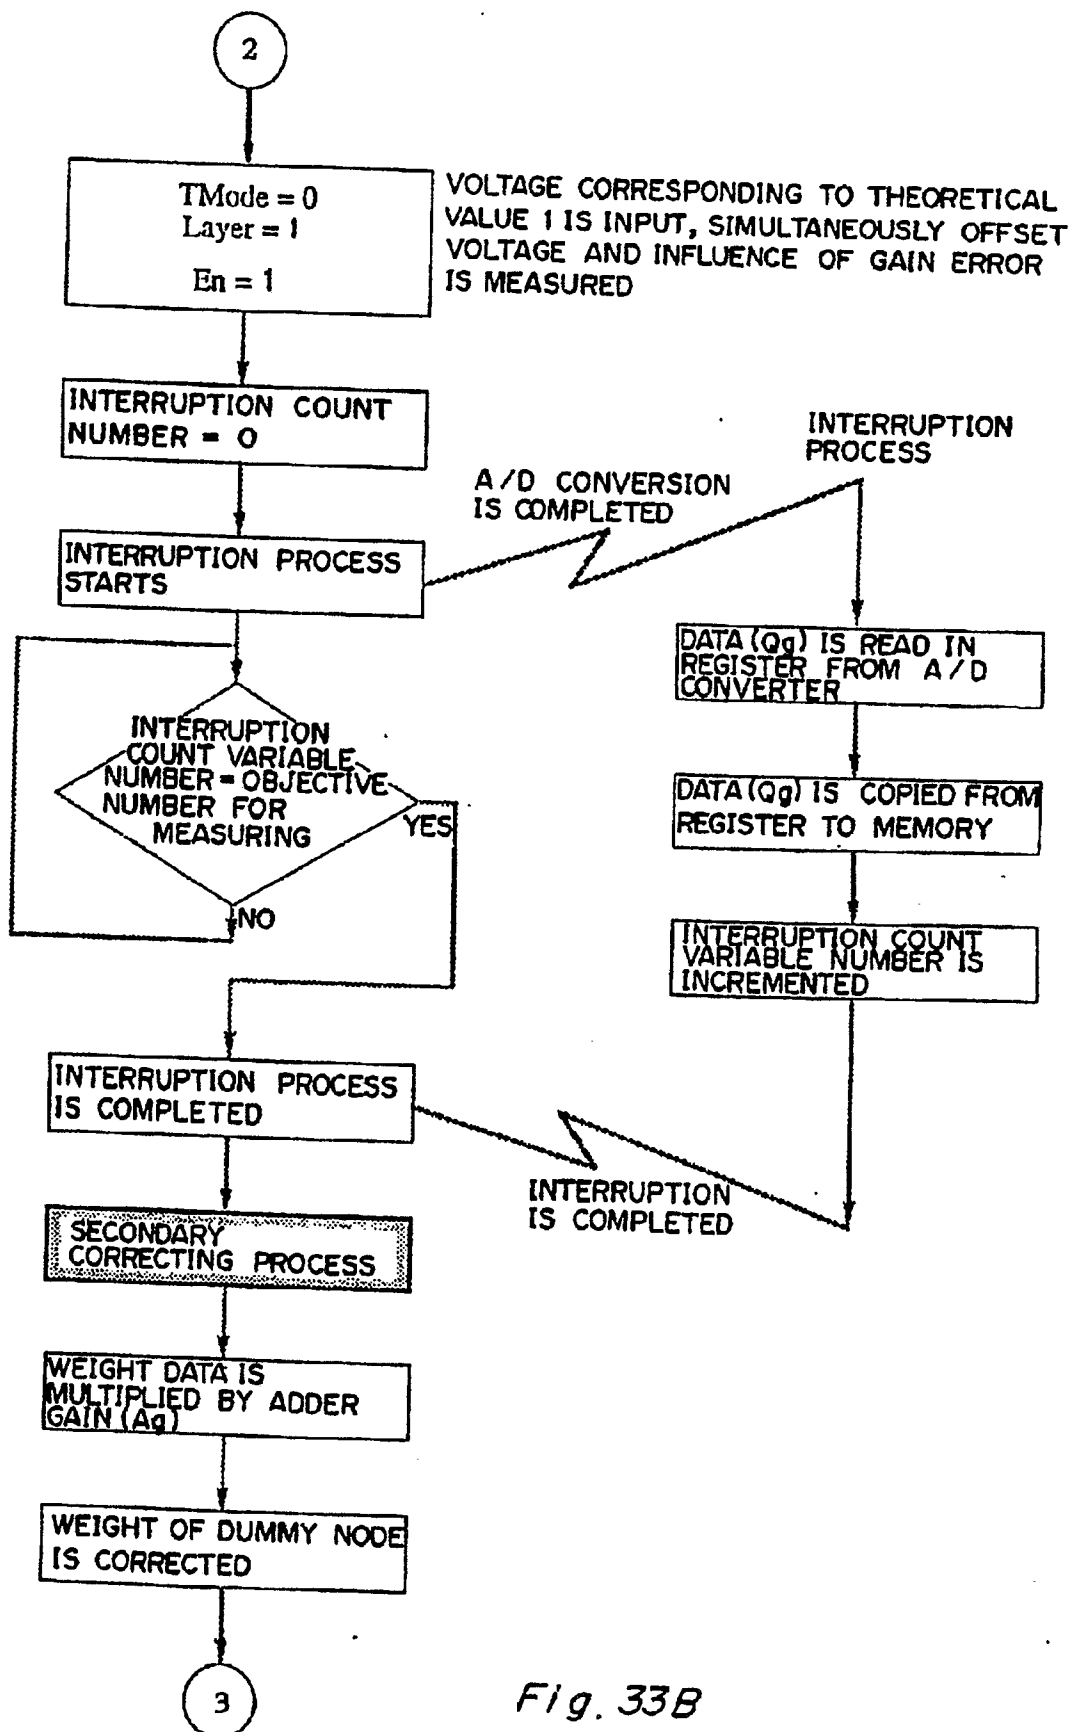 2
TMode = 0
Layer = 1
En = 1
VOLTAGE CORRESPONDING TO THEORETICAL
VALUE 1 IS INPUT, SIMULTANEOUSLY OFFSET
VOLTAGE AND INFLUENCE OF GAIN ERROR
IS MEASURED
INTERRUPTION COUNT
NUMBER = 0
INTERRUPTION PROCESS
STARTS
A/D CONVERSION
IS COMPLETED
INTERRUPTION
PROCESS
INTERRUPTION
COUNT VARIABLE
NUMBER = OBJECTIVE
NUMBER FOR
MEASURING
YES
NO
DATA (Qg) IS READ IN
REGISTER FROM A/D
CONVERTER
DATA (Qg) IS COPIED FROM
REGISTER TO MEMORY
INTERRUPTION COUNT
VARIABLE NUMBER IS
INCREMENTED
INTERRUPTION PROCESS
IS COMPLETED
INTERRUPTION
IS COMPLETED
SECONDARY
CORRECTING PROCESS
WEIGHT DATA IS
MULTIPLIED BY ADDER
GAIN (Ag)
WEIGHT OF DUMMY NODE
IS CORRECTED
3
Fig. 33B